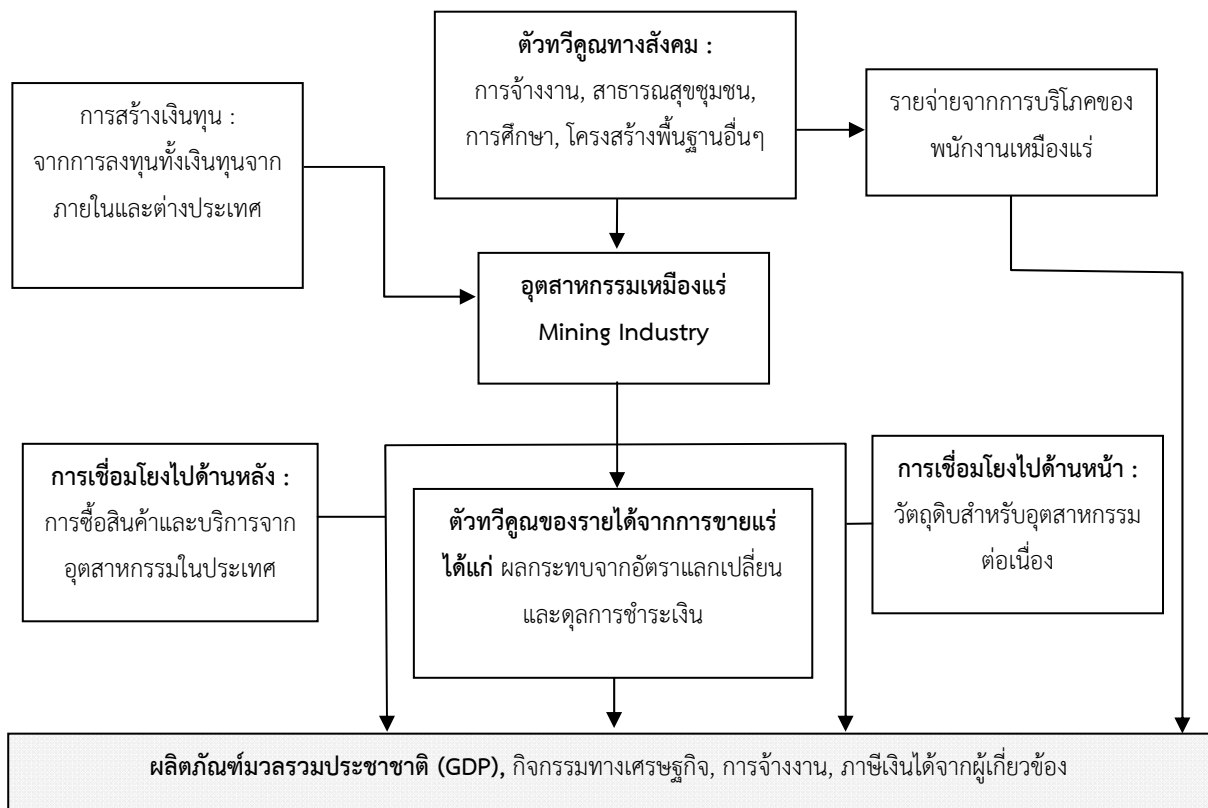 ตัวทวีคูณทางสังคม :
การจ้างงาน, สาธารณสุขชุมชน,
การศึกษา, โครงสร้างพื้นฐานอื่นๆ
การสร้างเงินทุน :
จากการลงทุนทั้งเงินทุนจาก
ภายในและต่างประเทศ
รายจ่ายจากการบริโภคของ
พนักงานเหมืองแร่
อุตสาหกรรมเหมืองแร่
Mining Industry
การเชื่อมโยงไปด้านหลัง :
การซื้อสินค้าและบริการจาก
อุตสาหกรรมในประเทศ
ตัวทวีคูณของรายได้จากการขายแร่
ได้แก่ ผลกระทบจากอัตราแลกเปลี่ยน
และดุลการชำระเงิน
การเชื่อมโยงไปด้านหน้า :
วัตถุดิบสำหรับอุตสาหกรรม
ต่อเนื่อง
ผลิตภัณฑ์มวลรวมประชาชาติ (GDP), กิจกรรมทางเศรษฐกิจ, การจ้างงาน, ภาษีเงินได้จากผู้เกี่ยวข้อง